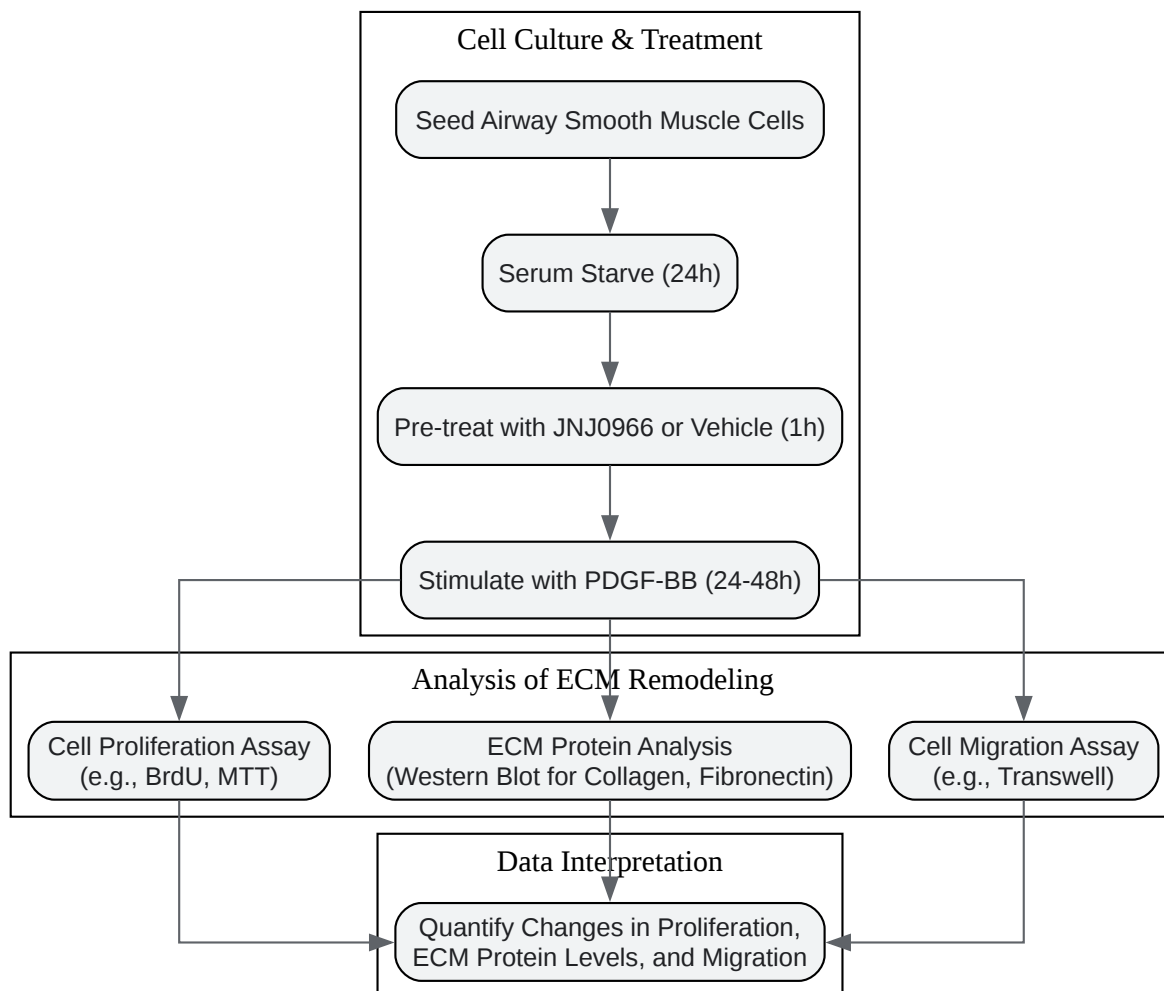 Cell Culture & Treatment
Seed Airway Smooth Muscle Cells
Serum Starve (24h)
Pre-treat with JNJ0966 or Vehicle (1h)
Stimulate with PDGF-BB (24-48h)
Analysis of ECM Remodeling
Cell Proliferation Assay
(e.g., BrdU, MTT)
ECM Protein Analysis
(Western Blot for Collagen, Fibronectin)
Cell Migration Assay
(e.g., Transwell)
Data Interpretation
Quantify Changes in Proliferation,
ECM Protein Levels, and Migration